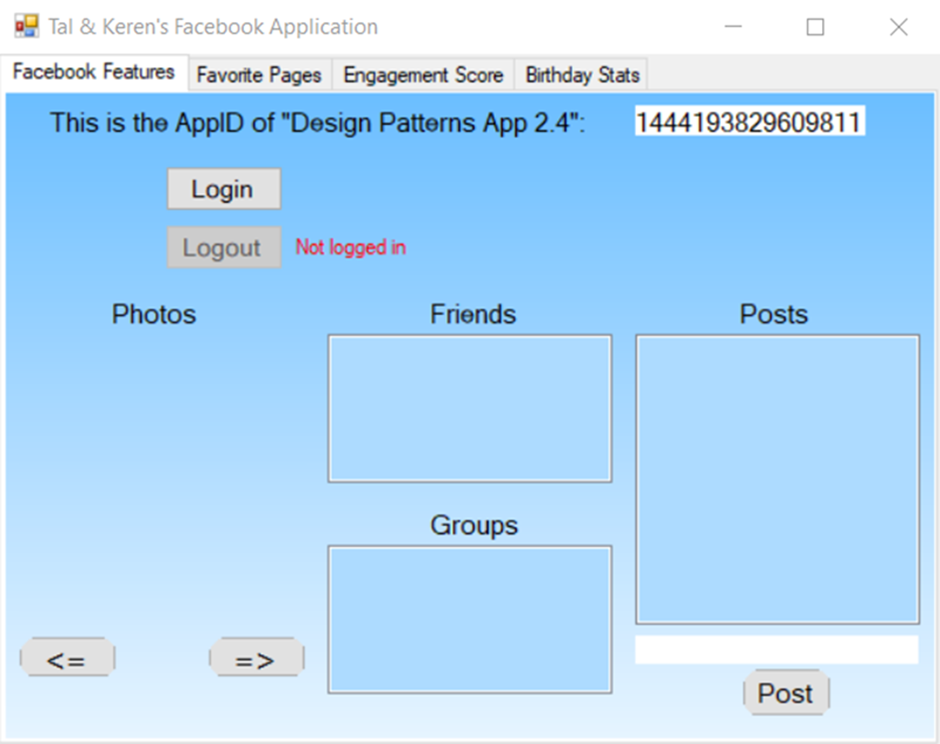 Tal & Keren's Facebook Application
Facebook Features Favorite Pages Engagement Score Birthday Stats
This is the AppID of "Design Patterns App 2.4": 1444193829609811
Login
Logout Not logged in
Photos Friends Posts
Groups
<= =>
Post